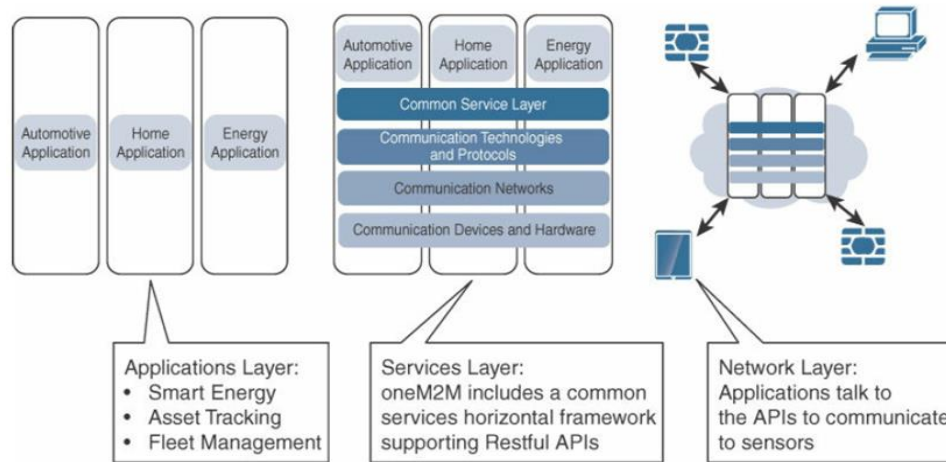 Automotive
Application
Home
Application
Energy
Application
Automotive
Application
Home
Application
Energy
Application
Common Service Layer
Communication Technologies
and Protocols
Communication Networks
Communication Devices and Hardware
Applications Layer:
• Smart Energy
• Asset Tracking
• Fleet Management
Services Layer:
oneM2M includes a common
services horizontal framework
supporting Restful APIs
Network Layer:
Applications talk to
the APIs to communicate
to sensors